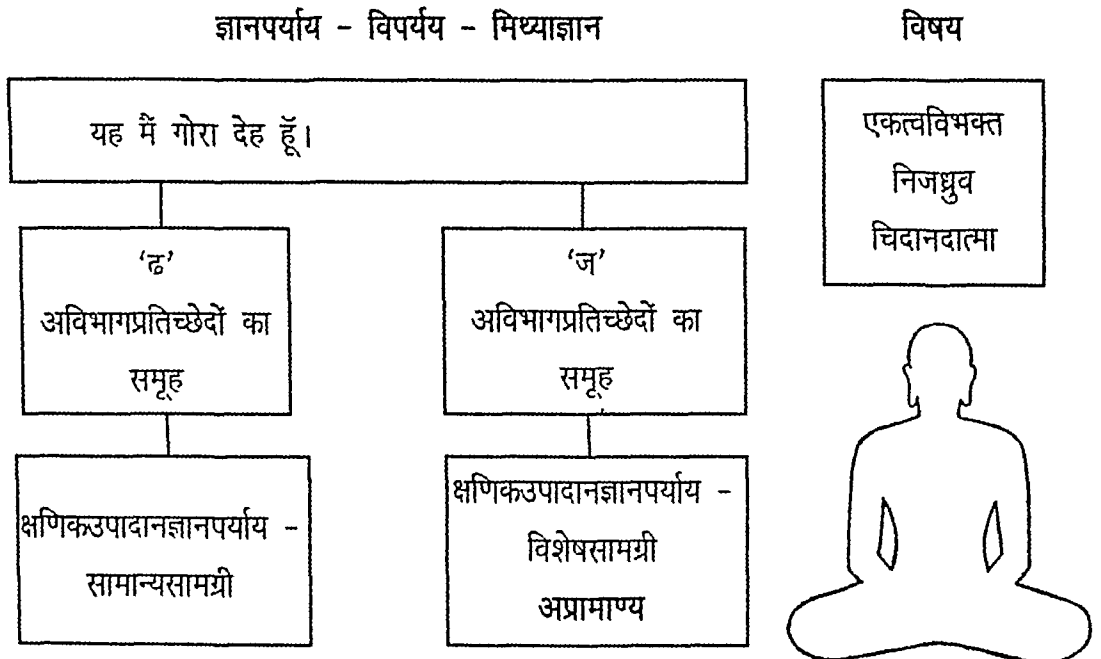 ज्ञानपर्याय - विपर्यय - मिथ्याज्ञान
विषय
यह मैं गोरा देह हूँ।
एकत्वविभक्त
निजध्रुव
चिदानदात्मा
‘ढ’
अविभागप्रतिच्छेदों का
समूह
‘ज’
अविभागप्रतिच्छेदों का
समूह
क्षणिकउपादानज्ञानपर्याय -
सामान्यसामग्री
क्षणिकउपादानज्ञानपर्याय -
विशेषसामग्री
अप्रामाण्य